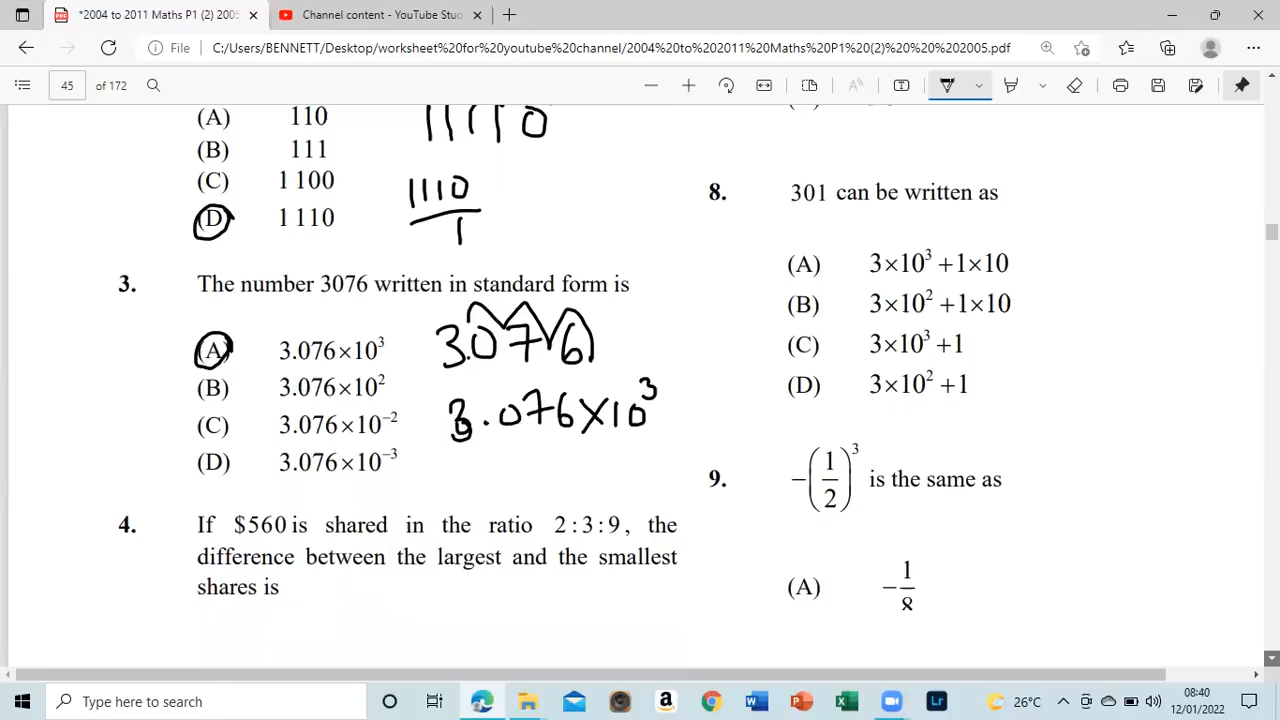 *2004 to 2011 Maths P1 (2) 2005
Channel content - YouTube Stu
File
C:/Users/BENNETT/Desktop/worksheet%20for%20youtube%20channel/2004%20to%202011%20Maths%20P1%20(2)%20%20%202005.pdf
45 of 172
(A) 110
(B) 111
(C) 1 100
(D) 1 110
11110
1110
1
3. The number 3076 written in standard form is
(A) 3.076×10³
(B) 3.076×10²
(C) 3.076×10⁻²
(D) 3.076×10⁻³
3.076
3.076×10³
4. If $560 is shared in the ratio 2:3:9, the
difference between the largest and the smallest
shares is
8. 301 can be written as
(A) 3×10³+1×10
(B) 3×10²+1×10
(C) 3×10³+1
(D) 3×10²+1
9. −(1/2)³ is the same as
(A) −1/8
Type here to search
26°C
08:40
12/01/2022